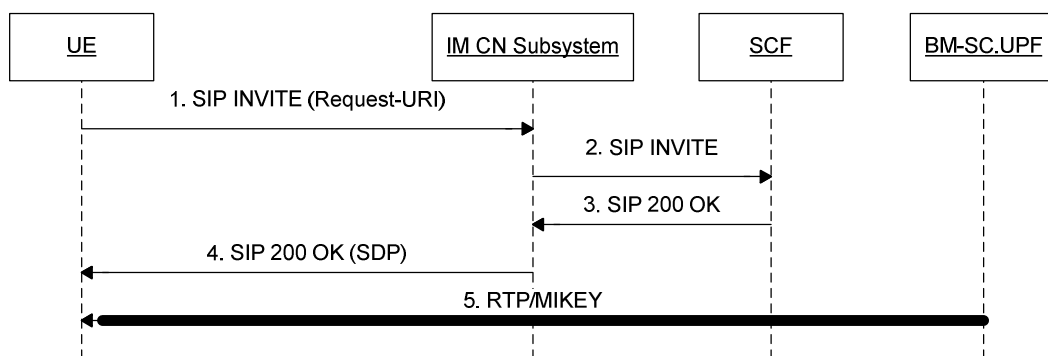 UE
IM CN Subsystem
SCF
BM-SC.UPF
1. SIP INVITE (Request-URI)
2. SIP INVITE
3. SIP 200 OK
4. SIP 200 OK (SDP)
5. RTP/MIKEY